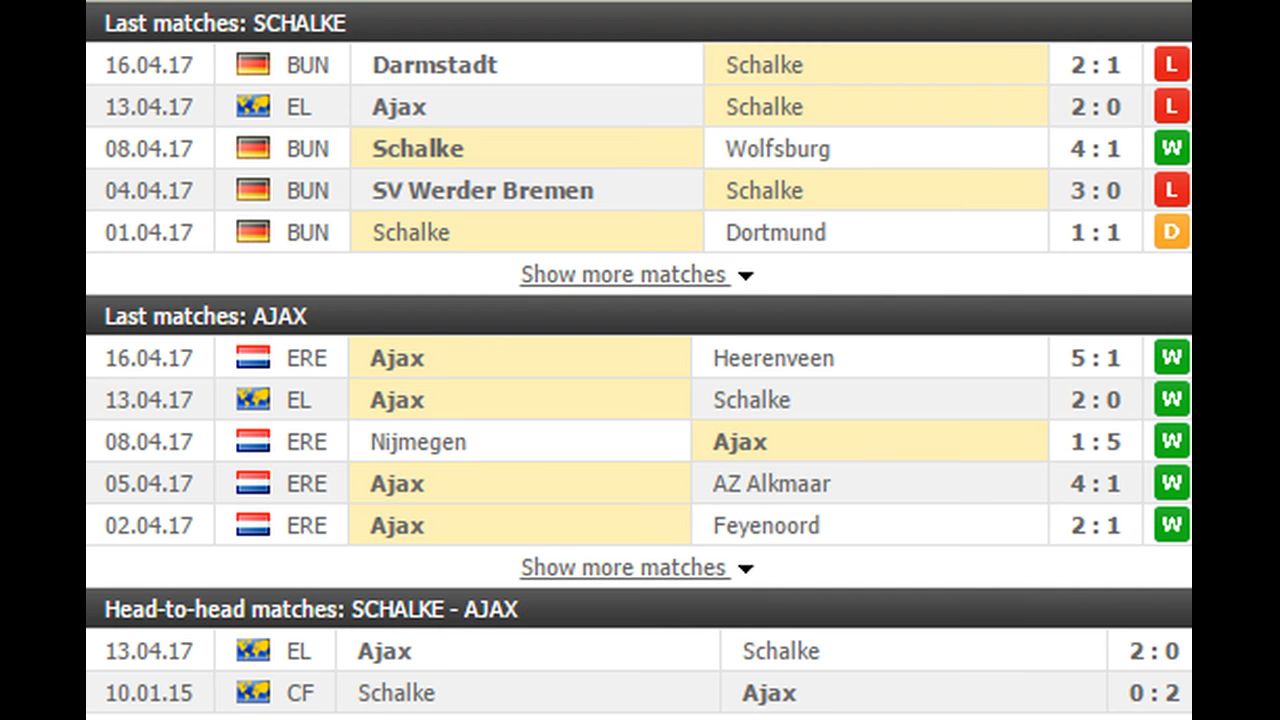 Last matches: SCHALKE
16.04.17 BUN Darmstadt Schalke 2 : 1 L
13.04.17 EL Ajax Schalke 2 : 0 L
08.04.17 BUN Schalke Wolfsburg 4 : 1 W
04.04.17 BUN SV Werder Bremen Schalke 3 : 0 L
01.04.17 BUN Schalke Dortmund 1 : 1 D
Show more matches
Last matches: AJAX
16.04.17 ERE Ajax Heerenveen 5 : 1 W
13.04.17 EL Ajax Schalke 2 : 0 W
08.04.17 ERE Nijmegen Ajax 1 : 5 W
05.04.17 ERE Ajax AZ Alkmaar 4 : 1 W
02.04.17 ERE Ajax Feyenoord 2 : 1 W
Show more matches
Head-to-head matches: SCHALKE - AJAX
13.04.17 EL Ajax Schalke 2 : 0
10.01.15 CF Schalke Ajax 0 : 2